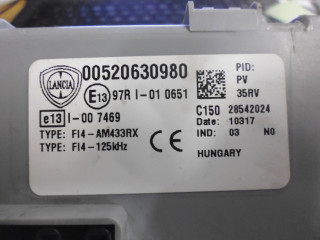 LANCIA
00520630980
E13 97R I-01 0651
e13 I-00 7469
TYPE: FI4-AM433RX
TYPE: FI4-125kHz
PID:
PV
35RV
C150 28542024
Date: 10317
IND: 03 N0
HUNGARY